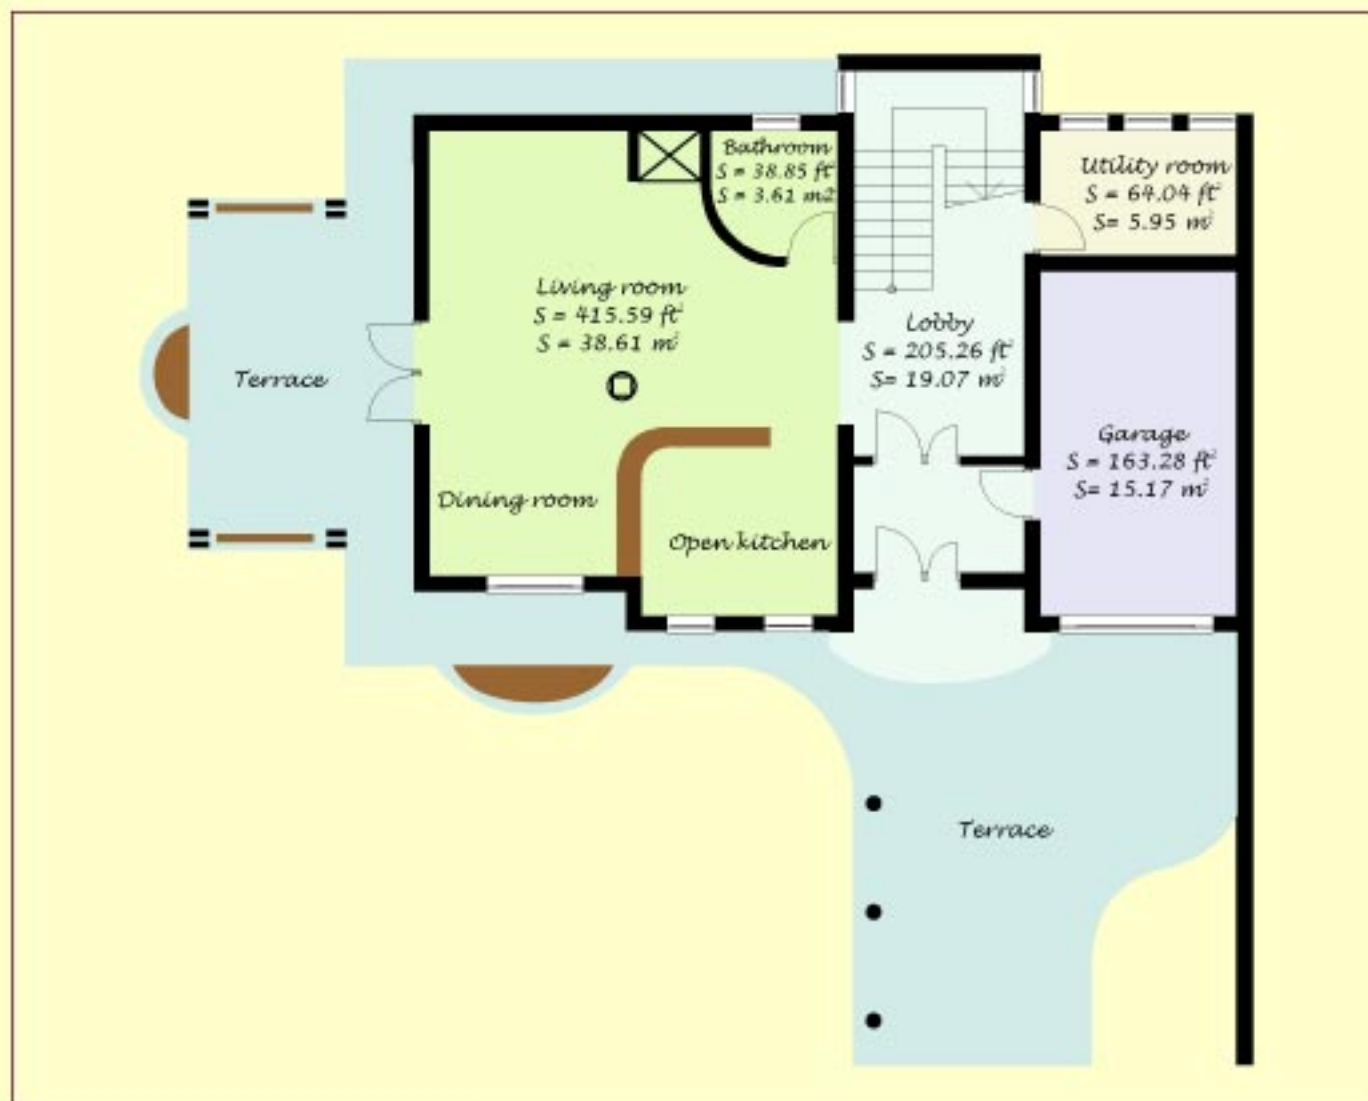 Bathroom
S = 38.85 ft²
S = 3.61 m²
Utility room
S = 64.04 ft²
S= 5.95 m²
Living room
S = 415.59 ft²
S = 38.61 m²
Lobby
S = 205.26 ft²
S= 19.07 m²
Terrace
Garage
S = 163.28 ft²
S= 15.17 m²
Dining room
Open kitchen
Terrace